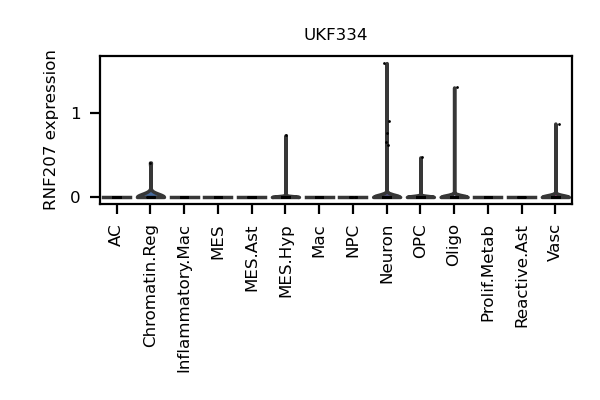 UKF334
RNF207 expression
1
0
AC
Chromatin.Reg
Inflammatory.Mac
MES
MES.Ast
MES.Hyp
Mac
NPC
Neuron
OPC
Oligo
Prolif.Metab
Reactive.Ast
Vasc